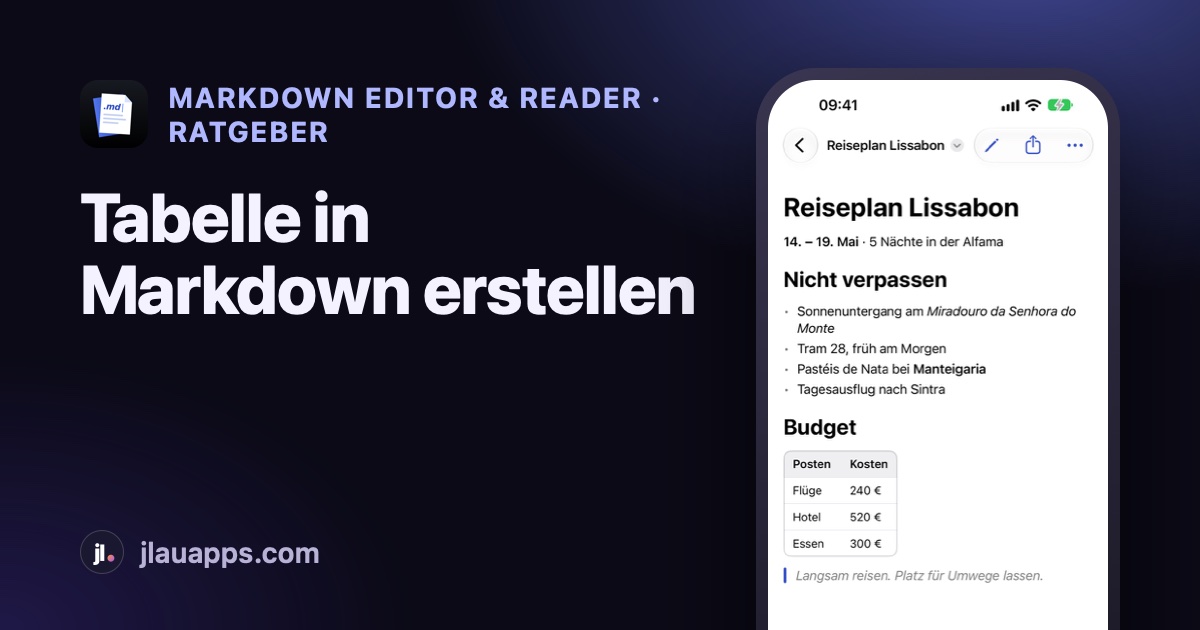 .md
MARKDOWN EDITOR & READER ·
RATGEBER
Tabelle in
Markdown erstellen
jl.
jlauapps.com
09:41
Reiseplan Lissabon
Reiseplan Lissabon
14. – 19. Mai · 5 Nächte in der Alfama
Nicht verpassen
· Sonnenuntergang am Miradouro da Senhora do
Monte
· Tram 28, früh am Morgen
· Pastéis de Nata bei Manteigaria
· Tagesausflug nach Sintra
Budget
Posten Kosten
Flüge 240 €
Hotel 520 €
Essen 300 €
Langsam reisen. Platz für Umwege lassen.